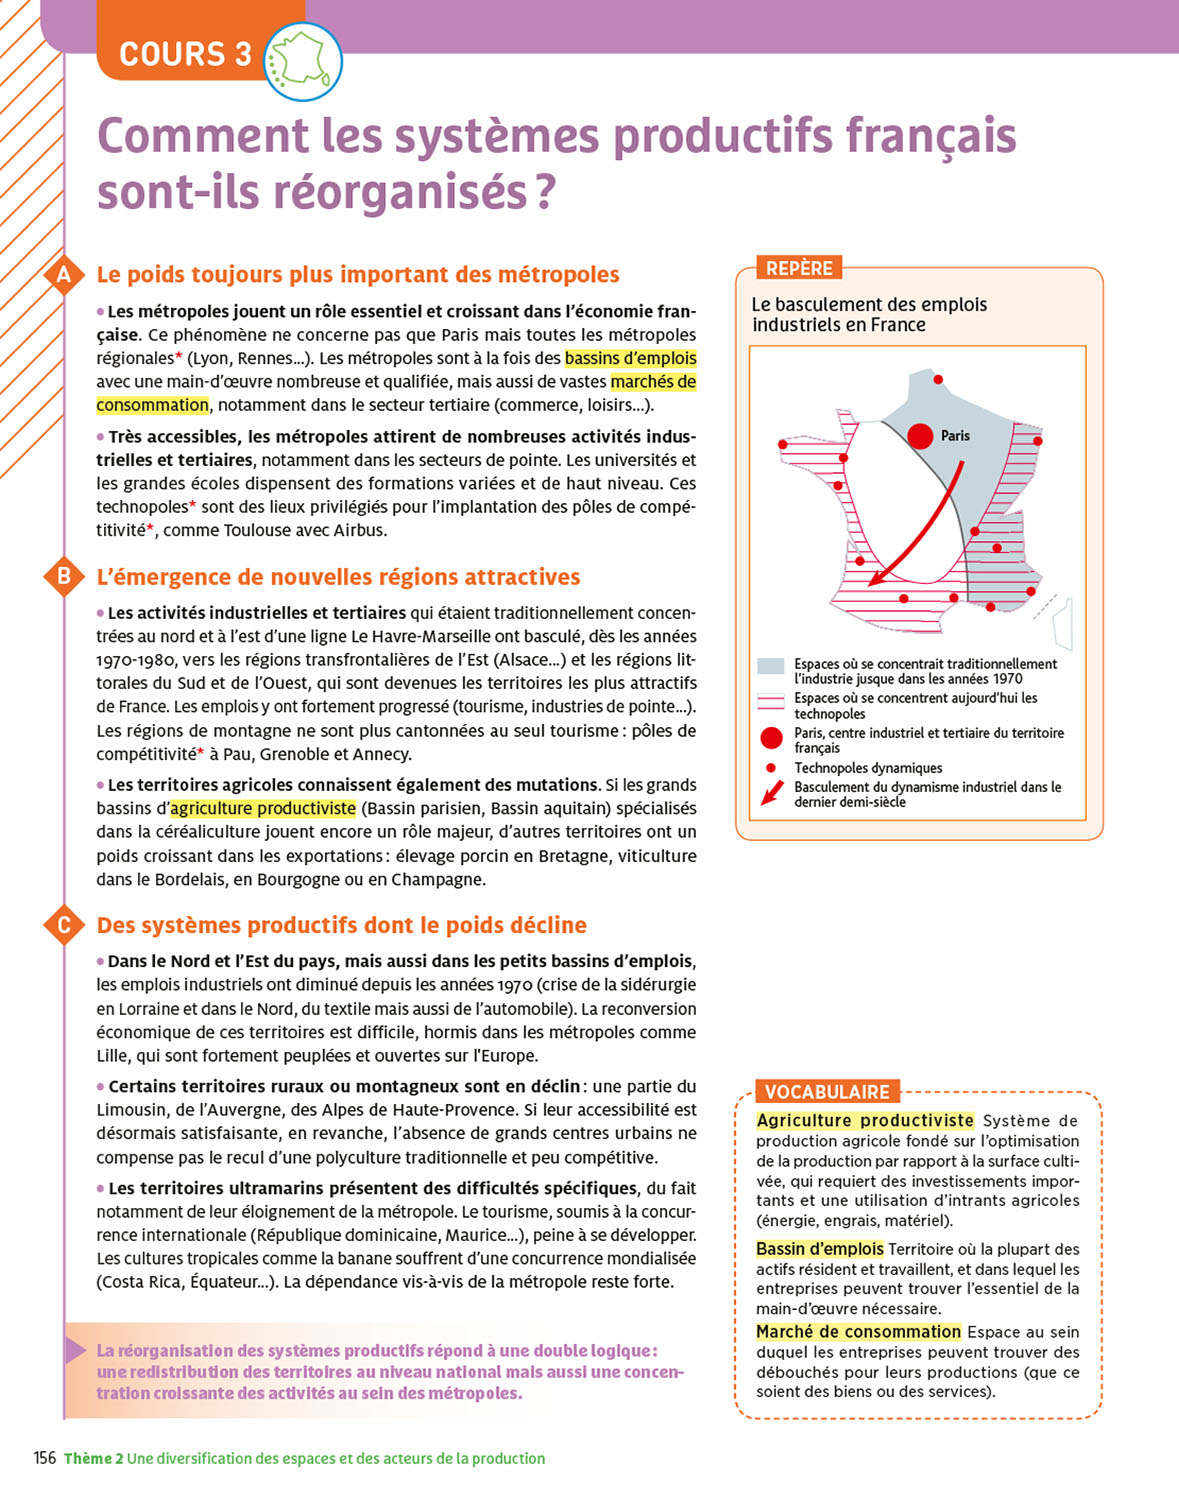 COURS 3
Comment les systèmes productifs français
sont-ils réorganisés ?
A Le poids toujours plus important des métropoles
• Les métropoles jouent un rôle essentiel et croissant dans l'économie fran-
çaise. Ce phénomène ne concerne pas que Paris mais toutes les métropoles
régionales* (Lyon, Rennes…). Les métropoles sont à la fois des bassins d'emplois
avec une main-d'œuvre nombreuse et qualifiée, mais aussi de vastes marchés de
consommation, notamment dans le secteur tertiaire (commerce, loisirs…).
• Très accessibles, les métropoles attirent de nombreuses activités indus-
trielles et tertiaires, notamment dans les secteurs de pointe. Les universités et
les grandes écoles dispensent des formations variées et de haut niveau. Ces
technopoles* sont des lieux privilégiés pour l'implantation des pôles de compé-
titivité*, comme Toulouse avec Airbus.
B L'émergence de nouvelles régions attractives
• Les activités industrielles et tertiaires qui étaient traditionnellement concen-
trées au nord et à l'est d'une ligne Le Havre-Marseille ont basculé, dès les années
1970-1980, vers les régions transfrontalières de l'Est (Alsace…) et les régions lit-
torales du Sud et de l'Ouest, qui sont devenues les territoires les plus attractifs
de France. Les emplois y ont fortement progressé (tourisme, industries de pointe…).
Les régions de montagne ne sont plus cantonnées au seul tourisme : pôles de
compétitivité* à Pau, Grenoble et Annecy.
• Les territoires agricoles connaissent également des mutations. Si les grands
bassins d'agriculture productiviste (Bassin parisien, Bassin aquitain) spécialisés
dans la céréaliculture jouent encore un rôle majeur, d'autres territoires ont un
poids croissant dans les exportations : élevage porcin en Bretagne, viticulture
dans le Bordelais, en Bourgogne ou en Champagne.
C Des systèmes productifs dont le poids décline
• Dans le Nord et l'Est du pays, mais aussi dans les petits bassins d'emplois,
les emplois industriels ont diminué depuis les années 1970 (crise de la sidérurgie
en Lorraine et dans le Nord, du textile mais aussi de l'automobile). La reconversion
économique de ces territoires est difficile, hormis dans les métropoles comme
Lille, qui sont fortement peuplées et ouvertes sur l'Europe.
• Certains territoires ruraux ou montagneux sont en déclin : une partie du
Limousin, de l'Auvergne, des Alpes de Haute-Provence. Si leur accessibilité est
désormais satisfaisante, en revanche, l'absence de grands centres urbains ne
compense pas le recul d'une polyculture traditionnelle et peu compétitive.
• Les territoires ultramarins présentent des difficultés spécifiques, du fait
notamment de leur éloignement de la métropole. Le tourisme, soumis à la concur-
rence internationale (République dominicaine, Maurice…), peine à se développer.
Les cultures tropicales comme la banane souffrent d'une concurrence mondialisée
(Costa Rica, Équateur…). La dépendance vis-à-vis de la métropole reste forte.
La réorganisation des systèmes productifs répond à une double logique :
une redistribution des territoires au niveau national mais aussi une concen-
tration croissante des activités au sein des métropoles.
REPÈRE
Le basculement des emplois
industriels en France
Paris
Espaces où se concentrait traditionnellement
l'industrie jusque dans les années 1970
Espaces où se concentrent aujourd'hui les
technopoles
Paris, centre industriel et tertiaire du territoire
français
Technopoles dynamiques
Basculement du dynamisme industriel dans le
dernier demi-siècle
VOCABULAIRE
Agriculture productiviste Système de
production agricole fondé sur l'optimisation
de la production par rapport à la surface culti-
vée, qui requiert des investissements impor-
tants et une utilisation d'intrants agricoles
(énergie, engrais, matériel).
Bassin d'emplois Territoire où la plupart des
actifs résident et travaillent, et dans lequel les
entreprises peuvent trouver l'essentiel de la
main-d'œuvre nécessaire.
Marché de consommation Espace au sein
duquel les entreprises peuvent trouver des
débouchés pour leurs productions (que ce
soient des biens ou des services).
156 Thème 2 Une diversification des espaces et des acteurs de la production